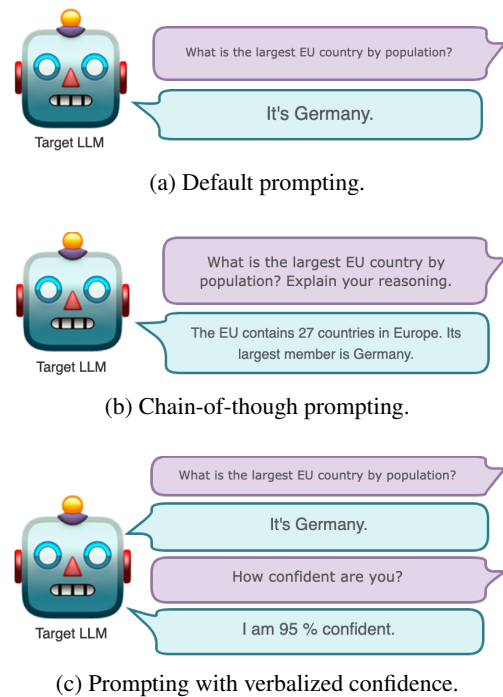 What is the largest EU country by population?
It's Germany.
Target LLM
(a) Default prompting.
What is the largest EU country by
population? Explain your reasoning.
The EU contains 27 countries in Europe. Its
largest member is Germany.
Target LLM
(b) Chain-of-though prompting.
What is the largest EU country by population?
It's Germany.
How confident are you?
I am 95 % confident.
Target LLM
(c) Prompting with verbalized confidence.